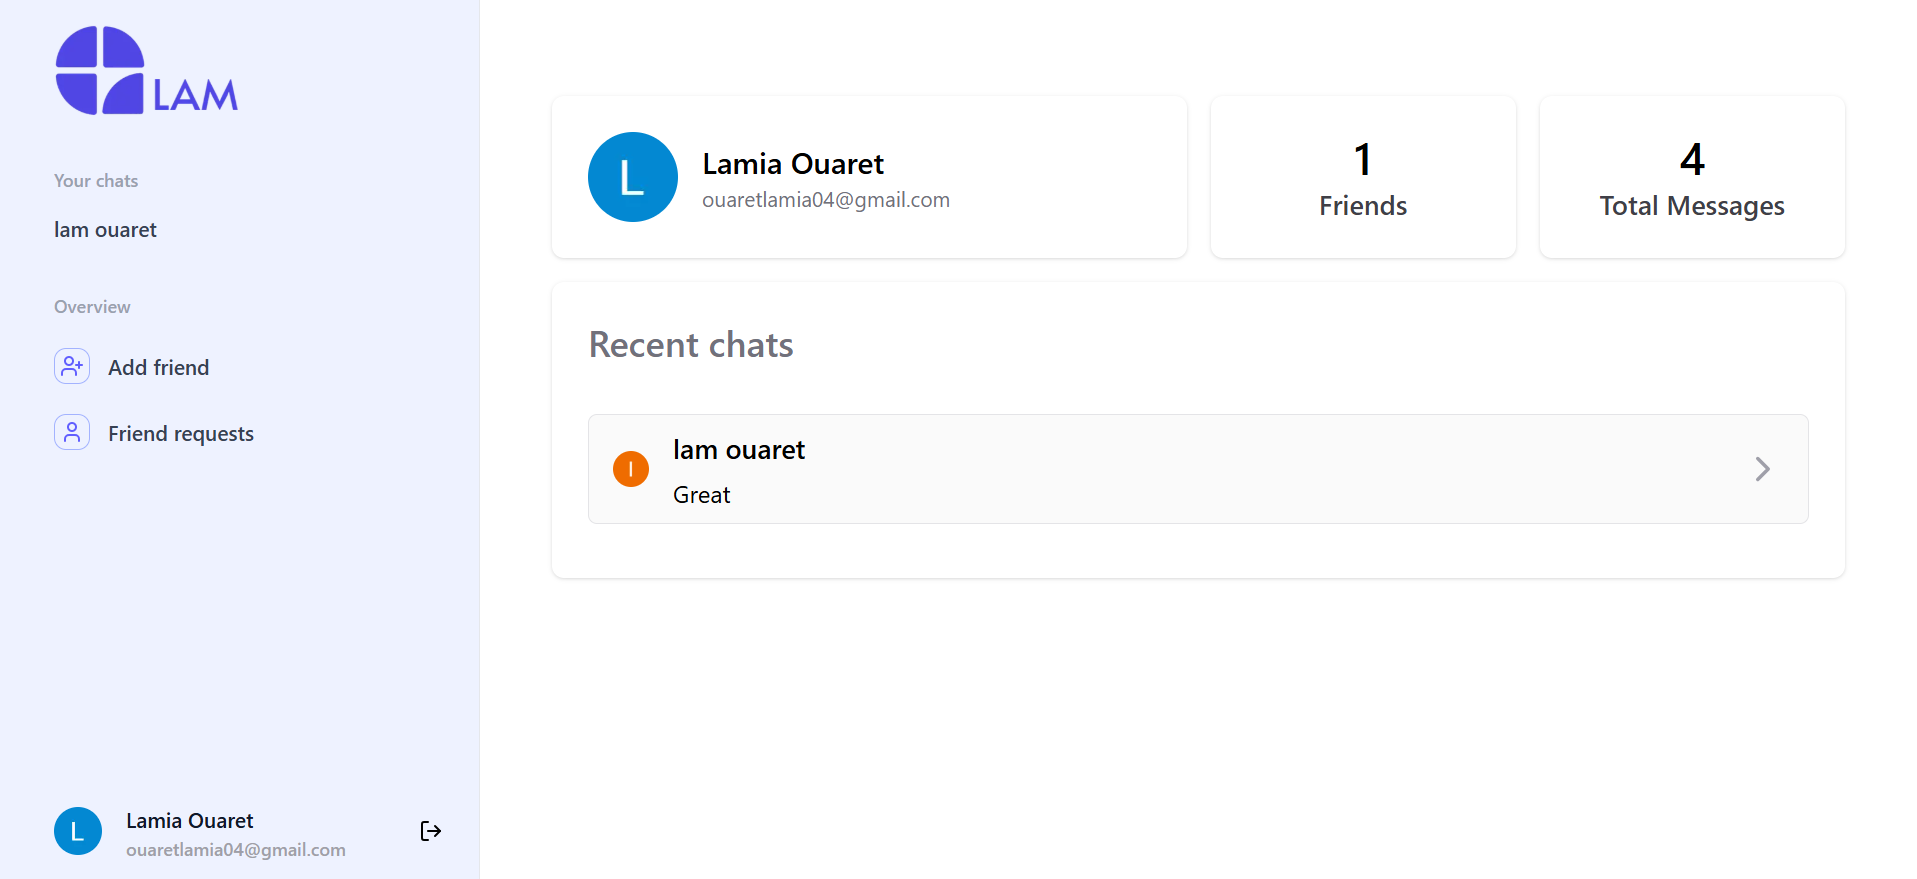 LAM
Your chats
lam ouaret
Overview
Add friend
Friend requests
L
Lamia Ouaret
ouaretlamia04@gmail.com
L
Lamia Ouaret
ouaretlamia04@gmail.com
1
Friends
4
Total Messages
Recent chats
l
lam ouaret
Great